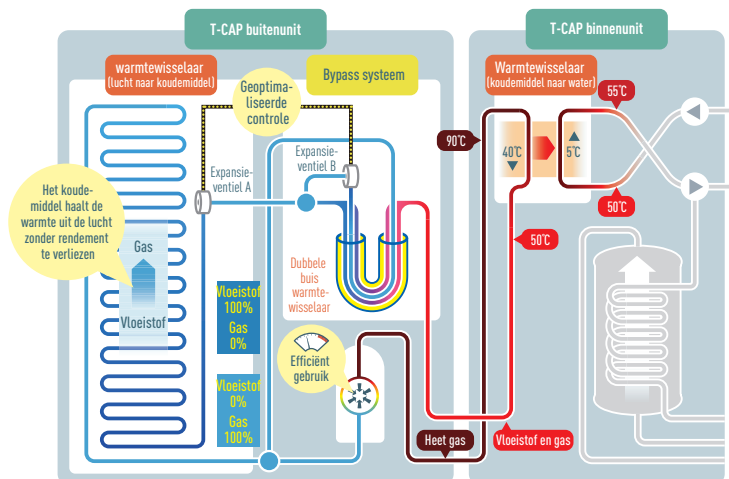 T-CAP buitenunit
T-CAP binnenunit
warmtewisselaar
(lucht naar koudemiddel)
Bypass systeem
Warmtewisselaar
(koudemiddel naar water)
Geoptima-
liseerde
controle
55℃
90℃
40℃
5℃
50℃
Expansie-
ventiel A
Expansie-
ventiel B
Het koude-
middel haalt de
warmte uit de lucht
zonder rendement
te verliezen
Gas
Vloeistof
50℃
Dubbele
buis
warmte-
wisselaar
Vloeistof
100%
Gas
0%
Efficiënt
gebruik
Vloeistof
0%
Gas
100%
Heet gas
Vloeistof en gas